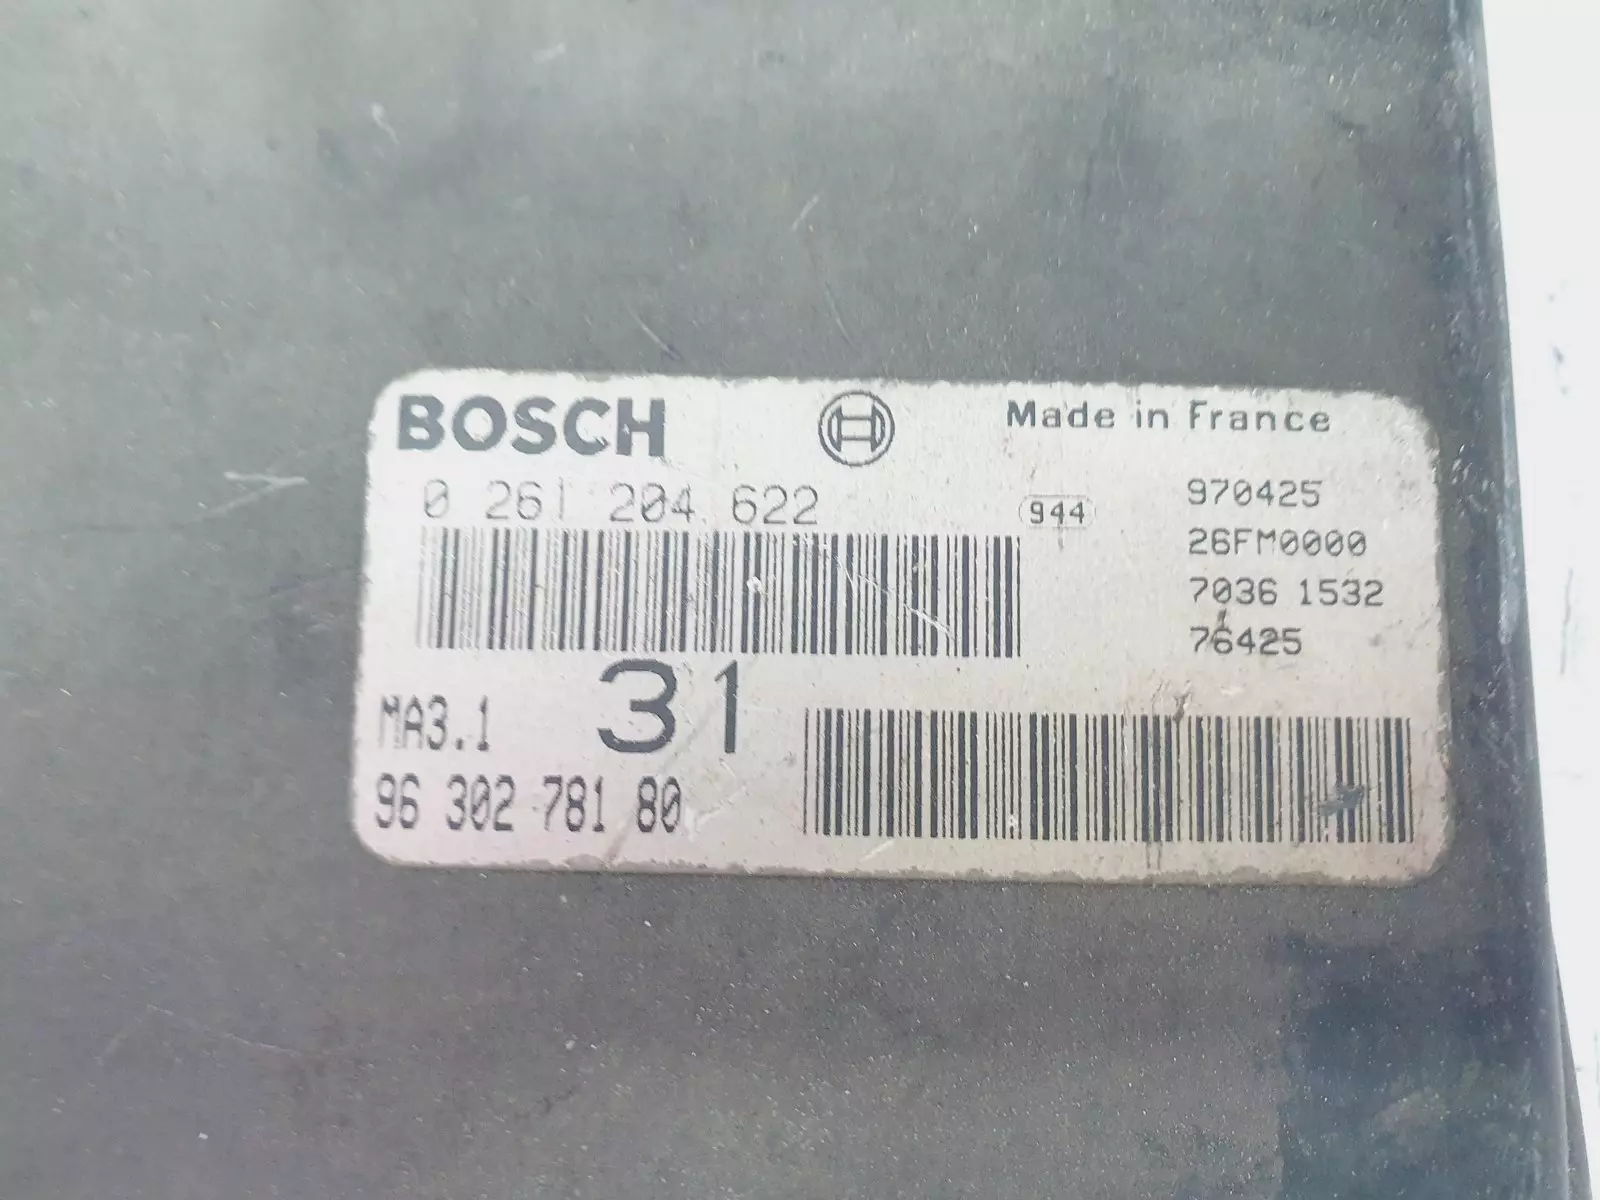 BOSCH
Made in France
0 261 204 622
944
970425
26FM0000
7036 1532
76425
MA3.1
31
96 302 781 80